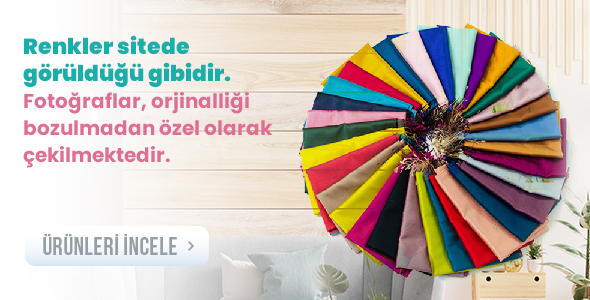 Renkler sitede
görüldüğü gibidir.
Fotoğraflar, orjinalliği
bozulmadan özel olarak
çekilmektedir.
ÜRÜNLERİ İNCELE >